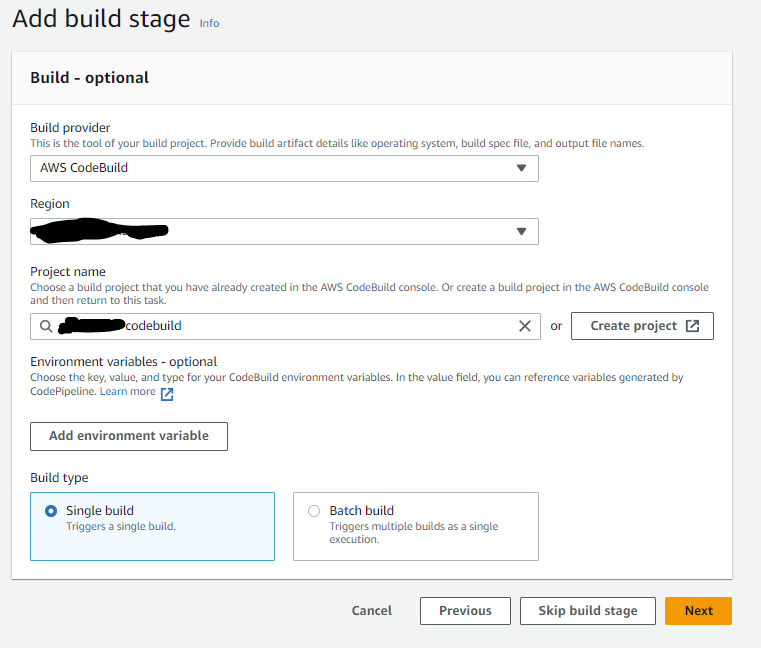 Add build stage Info
Build - optional
Build provider
This is the tool of your build project. Provide build artifact details like operating system, build spec file, and output file names.
AWS CodeBuild
Region
Project name
Choose a build project that you have already created in the AWS CodeBuild console. Or create a build project in the AWS CodeBuild console
and then return to this task.
codebuild or Create project
Environment variables - optional
Choose the key, value, and type for your CodeBuild environment variables. In the value field, you can reference variables generated by
CodePipeline. Learn more
Add environment variable
Build type
Single build
Triggers a single build.
Batch build
Triggers multiple builds as a single
execution.
Cancel Previous Skip build stage Next